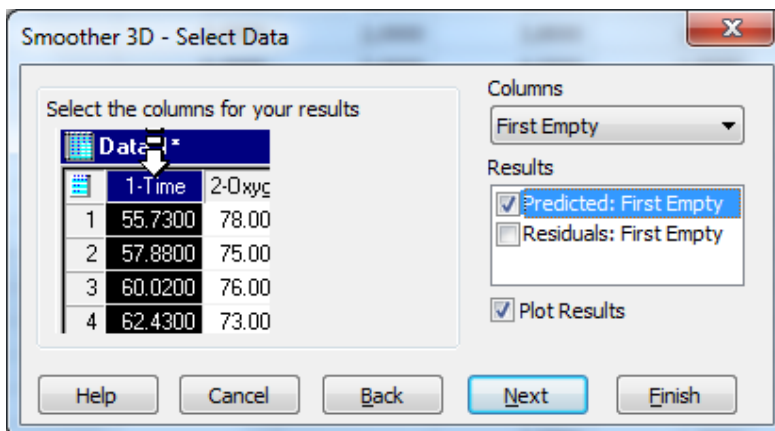 Smoother 3D - Select Data
Select the columns for your results
1-Time 2-Oxyg
1 55.7300 78.00
2 57.8800 75.00
3 60.0200 76.00
4 62.4300 73.00
Columns
First Empty
Results
Predicted: First Empty
Residuals: First Empty
Plot Results
Help Cancel Back Next Finish